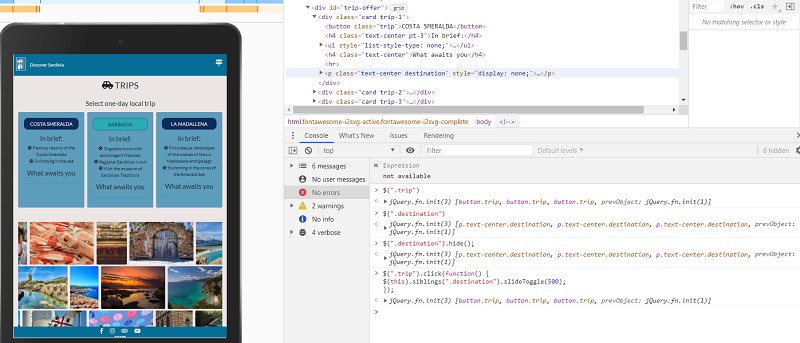 Discover Sardinia
TRIPS
Select one-day local trip
COSTA SMERALDA
In brief:
Famous resorts of the
Costa Smeralda
Swimming in the sea
What awaits you
BARBAGIA
In brief:
Organic room with
extravagant terraces
Regional Sardinian lunch
Visit the museum of
Sardinian Traditions
What awaits you
LA MADALLENA
In brief:
Picturesque landscapes
of the islands of the La
Maddalena archipelago
Swimming in the coves of
the Emerald Sea
What awaits you
▼<div id="trip-offer"> grid
▼<div class="card trip-1">
<button class="trip">COSTA SMERALDA</button>
<h4 class="text-center pt-3">In brief:</h4>
▶<ul style="list-style-type: none;">…</ul>
<h4 class="text-center">What awaits you</h4>
<hr>
▶<p class="text-center destination" style="display: none;">…</p>
</div>
▶<div class="card trip-2">…</div>
▶<div class="card trip-3">…</div>
html.fontawesome-i2svg-active.fontawesome-i2svg-complete body <!-->
Filter :hov .cls +
No matching selector or style
Console What's New Issues Rendering
top Filter Default levels ▼ 6 hidden
6 messages
No user messages
No errors
2 warnings
No info
4 verbose
Expression
not available
> $(".trip")
< ▶jQuery.fn.init(3) [button.trip, button.trip, button.trip, prevObject: jQuery.fn.init(1)]
> $(".destination")
< ▶jQuery.fn.init(3) [p.text-center.destination, p.text-center.destination, p.text-center.destination, prevObject:
jQuery.fn.init(1)]
> $(".destination").hide();
< ▶jQuery.fn.init(3) [p.text-center.destination, p.text-center.destination, p.text-center.destination, prevObject:
jQuery.fn.init(1)]
> $(".trip").click(function() {
$(this).siblings(".destination").slideToggle(500);
});
< ▶jQuery.fn.init(3) [button.trip, button.trip, button.trip, prevObject: jQuery.fn.init(1)]